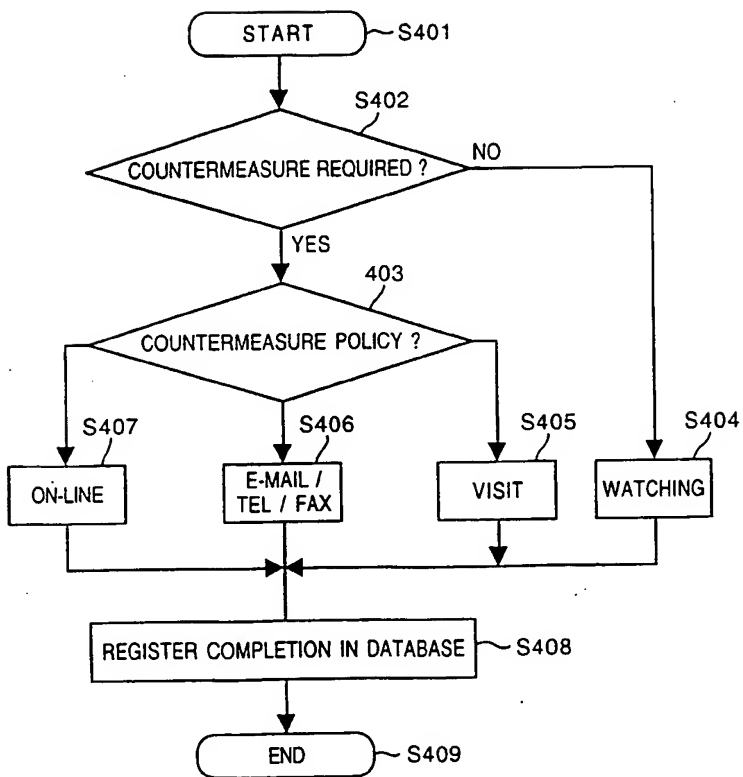 START
S401
S402
COUNTERMEASURE REQUIRED ?
NO
YES
403
COUNTERMEASURE POLICY ?
S407
S406
S405
S404
ON-LINE
E-MAIL /
TEL / FAX
VISIT
WATCHING
REGISTER COMPLETION IN DATABASE
S408
END
S409